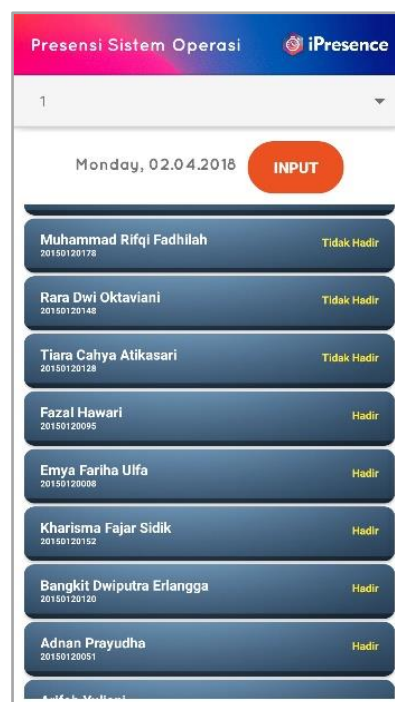 Presensi Sistem Operasi
iPresence
1
Monday, 02.04.2018
INPUT
Muhammad Rifqi Fadhilah
Tidak Hadir
20150120178
Rara Dwi Oktaviani
Tidak Hadir
20150120148
Tiara Cahya Atikasari
Tidak Hadir
20150120128
Fazal Hawari
Hadir
20150120095
Emya Fariha Ulfa
Hadir
20150120008
Kharisma Fajar Sidik
Hadir
20150120152
Bangkit Dwiputra Erlangga
Hadir
20150120120
Adnan Prayudha
Hadir
20150120051